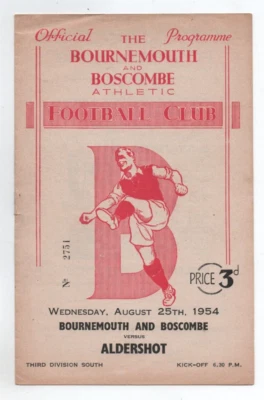 Official THE Programme
BOURNEMOUTH
AND
BOSCOMBE
ATHLETIC
FOOTBALL CLUB
B
No 2751
PRICE 3d
WEDNESDAY, AUGUST 25TH, 1954
BOURNEMOUTH AND BOSCOMBE
VERSUS
ALDERSHOT
THIRD DIVISION SOUTH KICK-OFF 6.30 P.M.